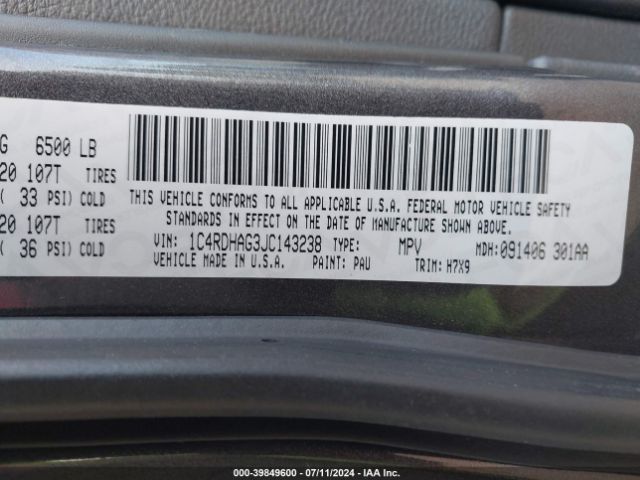 G 6500 LB
20 107T TIRES
( 33 PSI) COLD
20 107T TIRES
( 36 PSI) COLD
THIS VEHICLE CONFORMS TO ALL APPLICABLE U.S.A. FEDERAL MOTOR VEHICLE SAFETY
STANDARDS IN EFFECT ON THE DATE OF MANUFACTURE SHOWN ABOVE.
VIN: 1C4RDHAG3JC143238 TYPE: MPV MDH:091406 301AA
VEHICLE MADE IN U.S.A. PAINT: PAU TRIM: H7X9
000-39849600 / 07/11/2024 - IAA Inc.